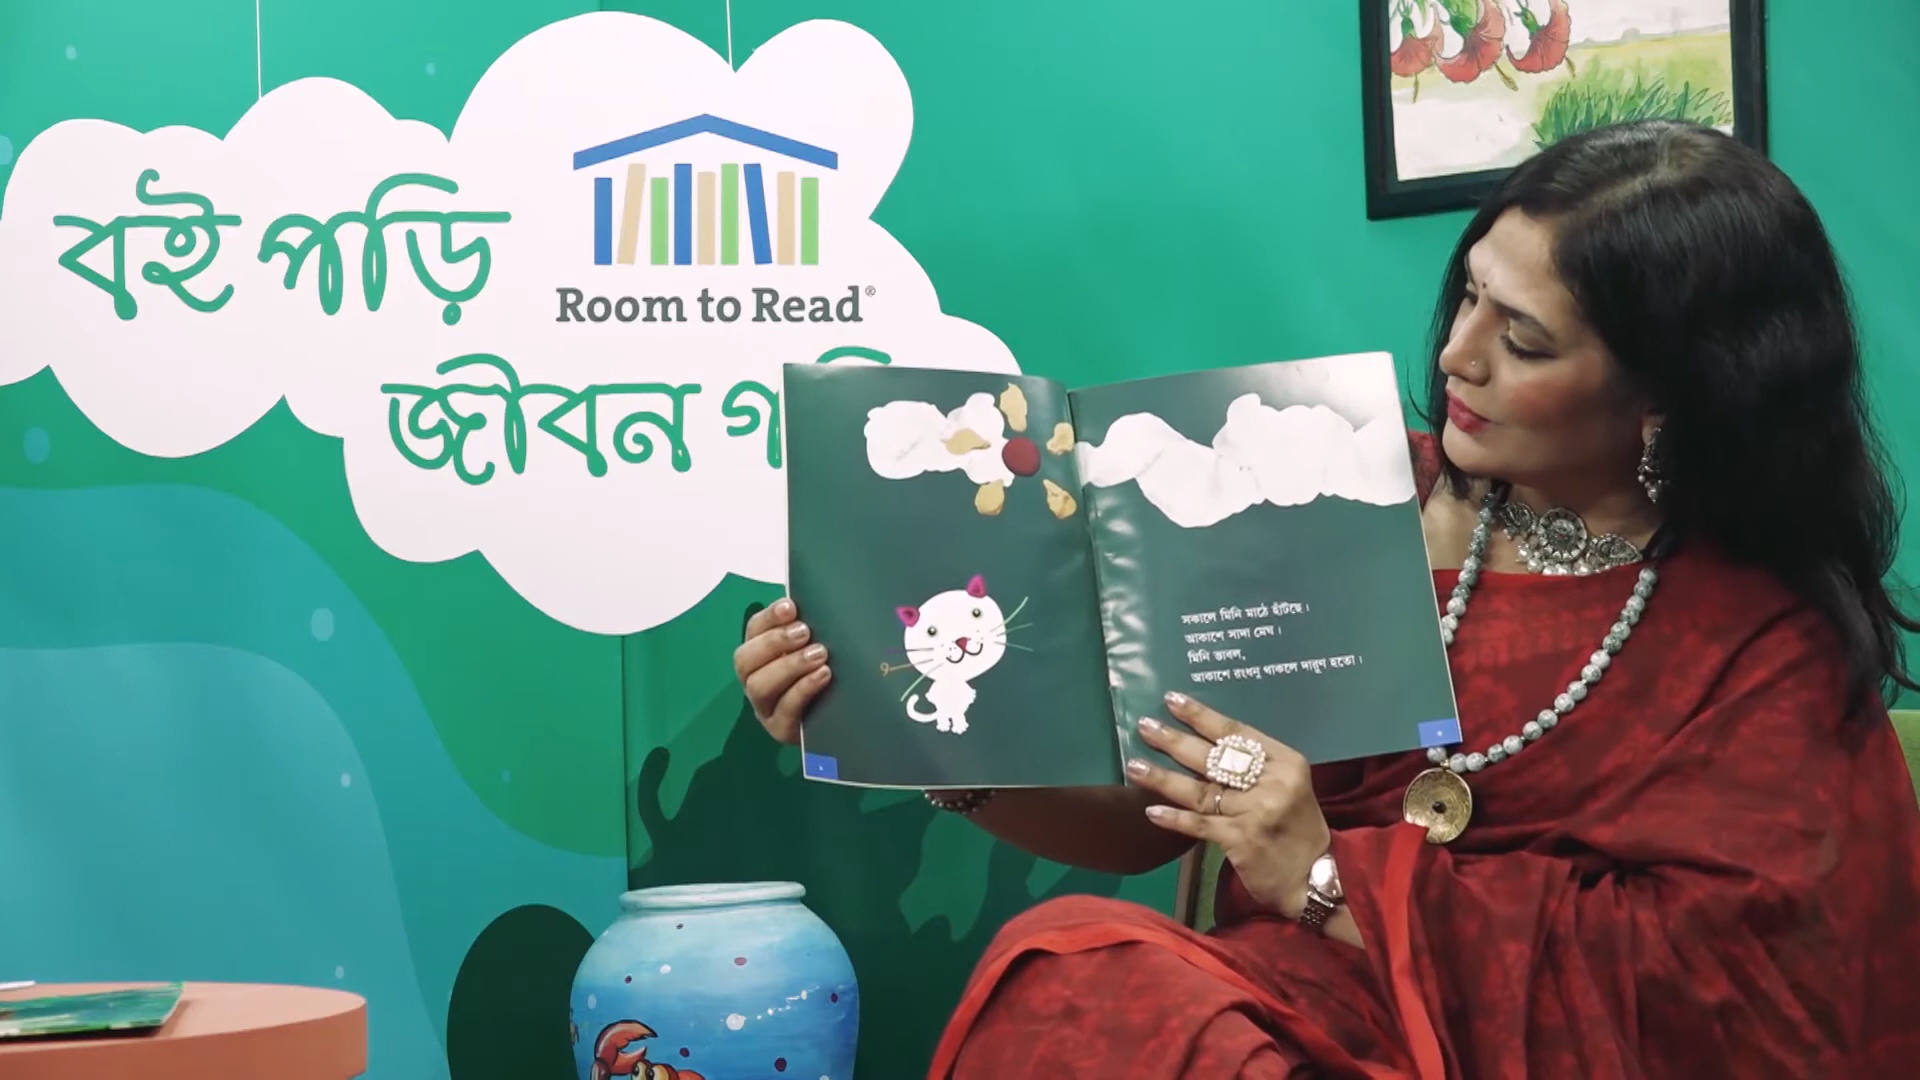 বই পড়ি
Room to Read®
জীবন
সকালে মিনি মাঠে হাঁটছে।
আকাশে সাদা মেঘ।
মিনি ভাবল,
আকাশে রংধনু থাকলে দারুণ হতো।